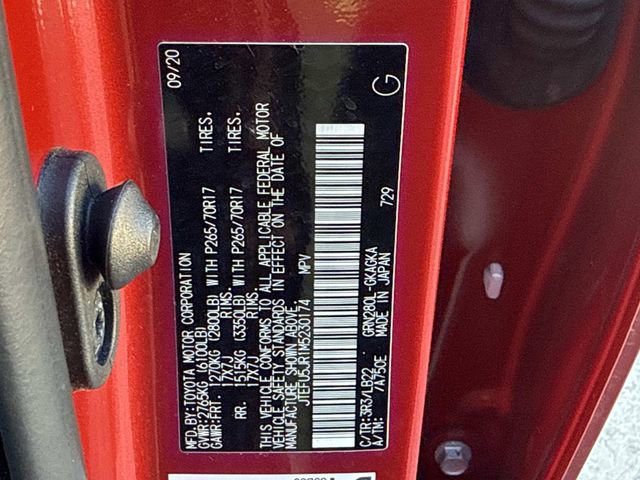 MFD.BY:TOYOTA MOTOR CORPORATION 09/20
GVWR:2765KG (6100LB)
GAWR:FRT. 1270KG (2800LB) WITH P265/70R17 TIRES,
17X7J RIMS,
RR. 1515KG (3350LB) WITH P265/70R17 TIRES,
17X7J RIMS,
THIS VEHICLE CONFORMS TO ALL APPLICABLE FEDERAL MOTOR
VEHICLE SAFETY STANDARDS IN EFFECT ON THE DATE OF
MANUFACTURE SHOWN ABOVE.
JTEFU5JR1M5230174 MPV
C/TR:3R3/LB22 GRN280L-GKAGKA 729
A/TM: /A750E MADE IN JAPAN
G